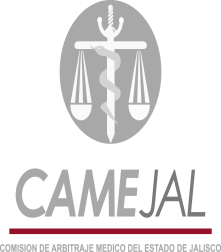 CAMEJAL
COMISION DE ARBITRAJE MEDICO DEL ESTADO DE JALISCO